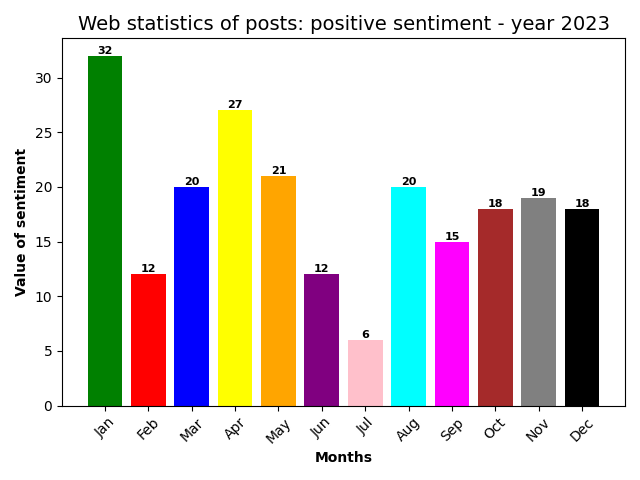 Web statistics of posts: positive sentiment - year 2023
32
12
20
27
21
12
6
20
15
18
19
18
30
25
20
15
10
5
0
Value of sentiment
Jan
Feb
Mar
Apr
May
Jun
Jul
Aug
Sep
Oct
Nov
Dec
Months